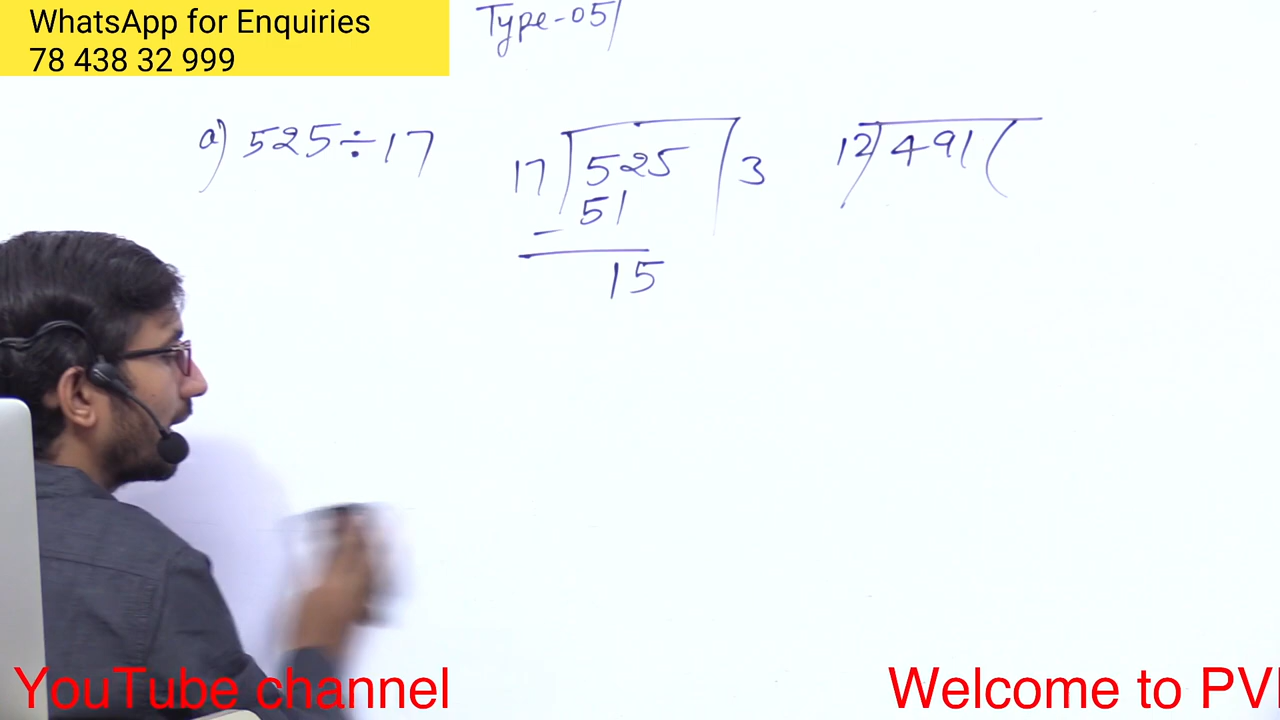 WhatsApp for Enquiries
78 438 32 999
Type-05/
a) 525÷17
17 525 3
- 51
15
12 491 (
YouTube channel
Welcome to PV